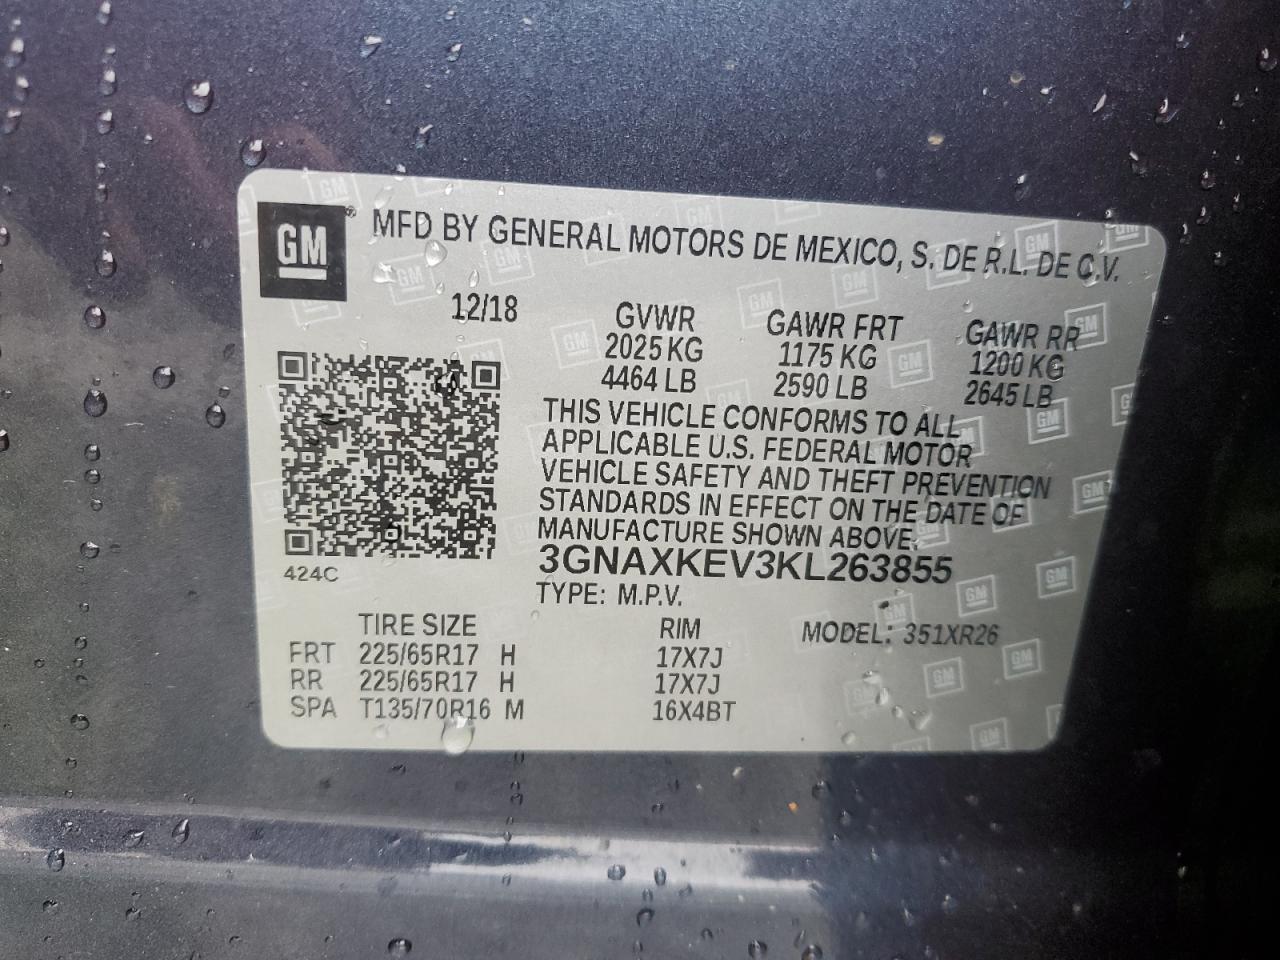 GM
MFD BY GENERAL MOTORS DE MEXICO, S. DE R.L. DE C.V.
12/18
GVWR GAWR FRT GAWR RR
2025 KG 1175 KG 1200 KG
4464 LB 2590 LB 2645 LB
THIS VEHICLE CONFORMS TO ALL
APPLICABLE U.S. FEDERAL MOTOR
VEHICLE SAFETY AND THEFT PREVENTION
STANDARDS IN EFFECT ON THE DATE OF
MANUFACTURE SHOWN ABOVE.
3GNAXKEV3KL263855
424C
TYPE: M.P.V.
TIRE SIZE RIM MODEL: 351XR26
FRT 225/65R17 H 17X7J
RR 225/65R17 H 17X7J
SPA T135/70R16 M 16X4BT